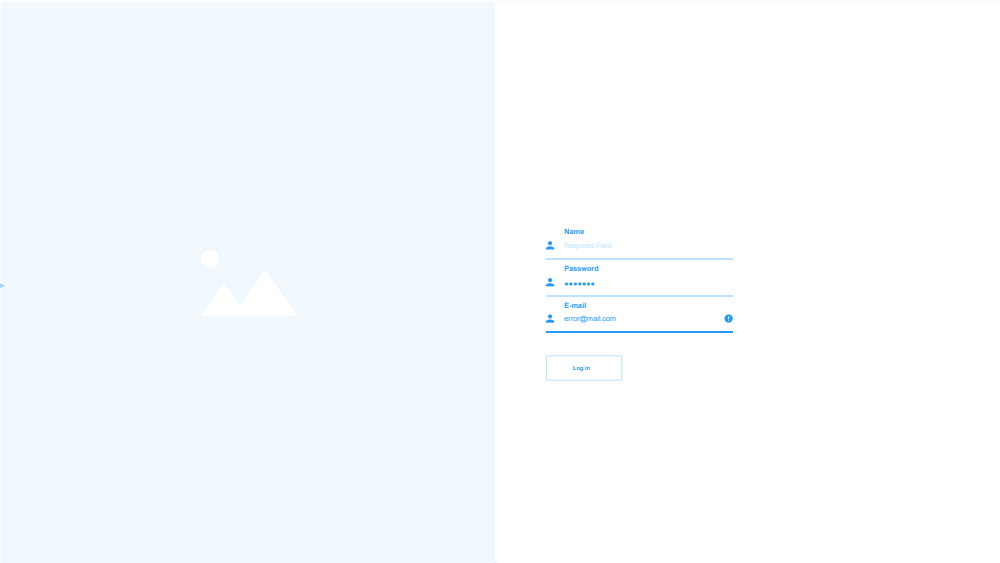 Name
Required Field
Password
•••••••
E-mail
error@mail.com
Log in